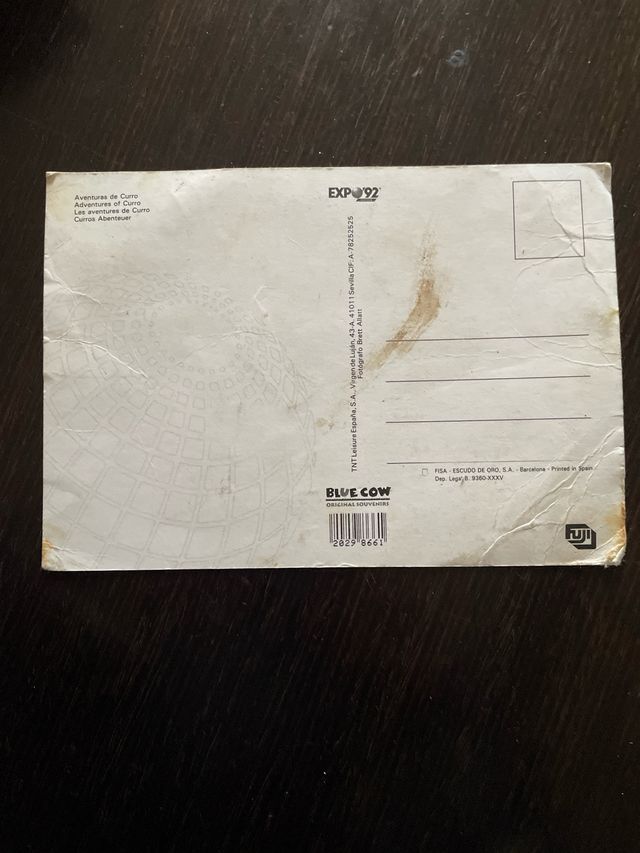 Aventuras de Curro
Adventures of Curro
Les aventures de Curro
Curros Abenteuer
EXPO'92
TNT Leisure España, S.A., Virgen de Luján, 43-A, 41011 Sevilla CIF: A-78252525
Fotógrafo Brett Allatt
FISA - ESCUDO DE ORO, S.A. - Barcelona - Printed in Spain
Dep. Legal B. 9360-XXXV
BLUE COW
ORIGINAL SOUVENIRS
2029 8661
FUJI